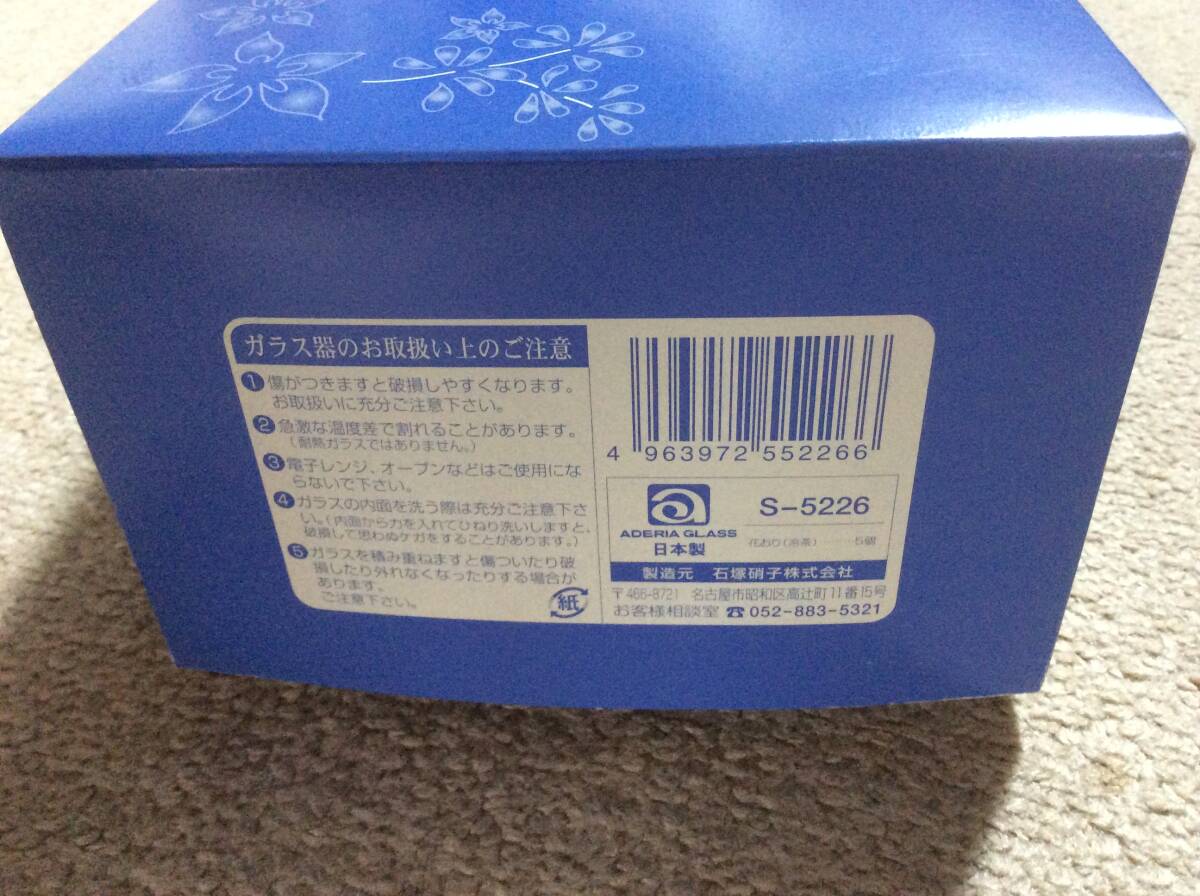 ガラス器のお取扱い上のご注意
1 傷がつきますと破損しやすくなります。
お取扱いに充分ご注意下さい。
2 急激な温度差で割れることがあります。
(耐熱ガラスではありません。)
3 電子レンジ、オーブンなどはご使用にな
らないで下さい。
4 ガラスの内面を洗う際は充分ご注意下さ
い。(内面から力を入れてひねり洗いしますと、
破損して思わぬケガをすることがあります。)
5 ガラスを積み重ねますと傷ついたり破
損したり外れなくなったりする場合が
あります。
ご注意下さい。
紙
4 963972 552266
ADERIA GLASS
日本製
S-5226
花おり(冷茶)……5個
製造元 石塚硝子株式会社
〒466-8721 名古屋市昭和区高辻町11番15号
お客様相談室 ☎052-883-5321